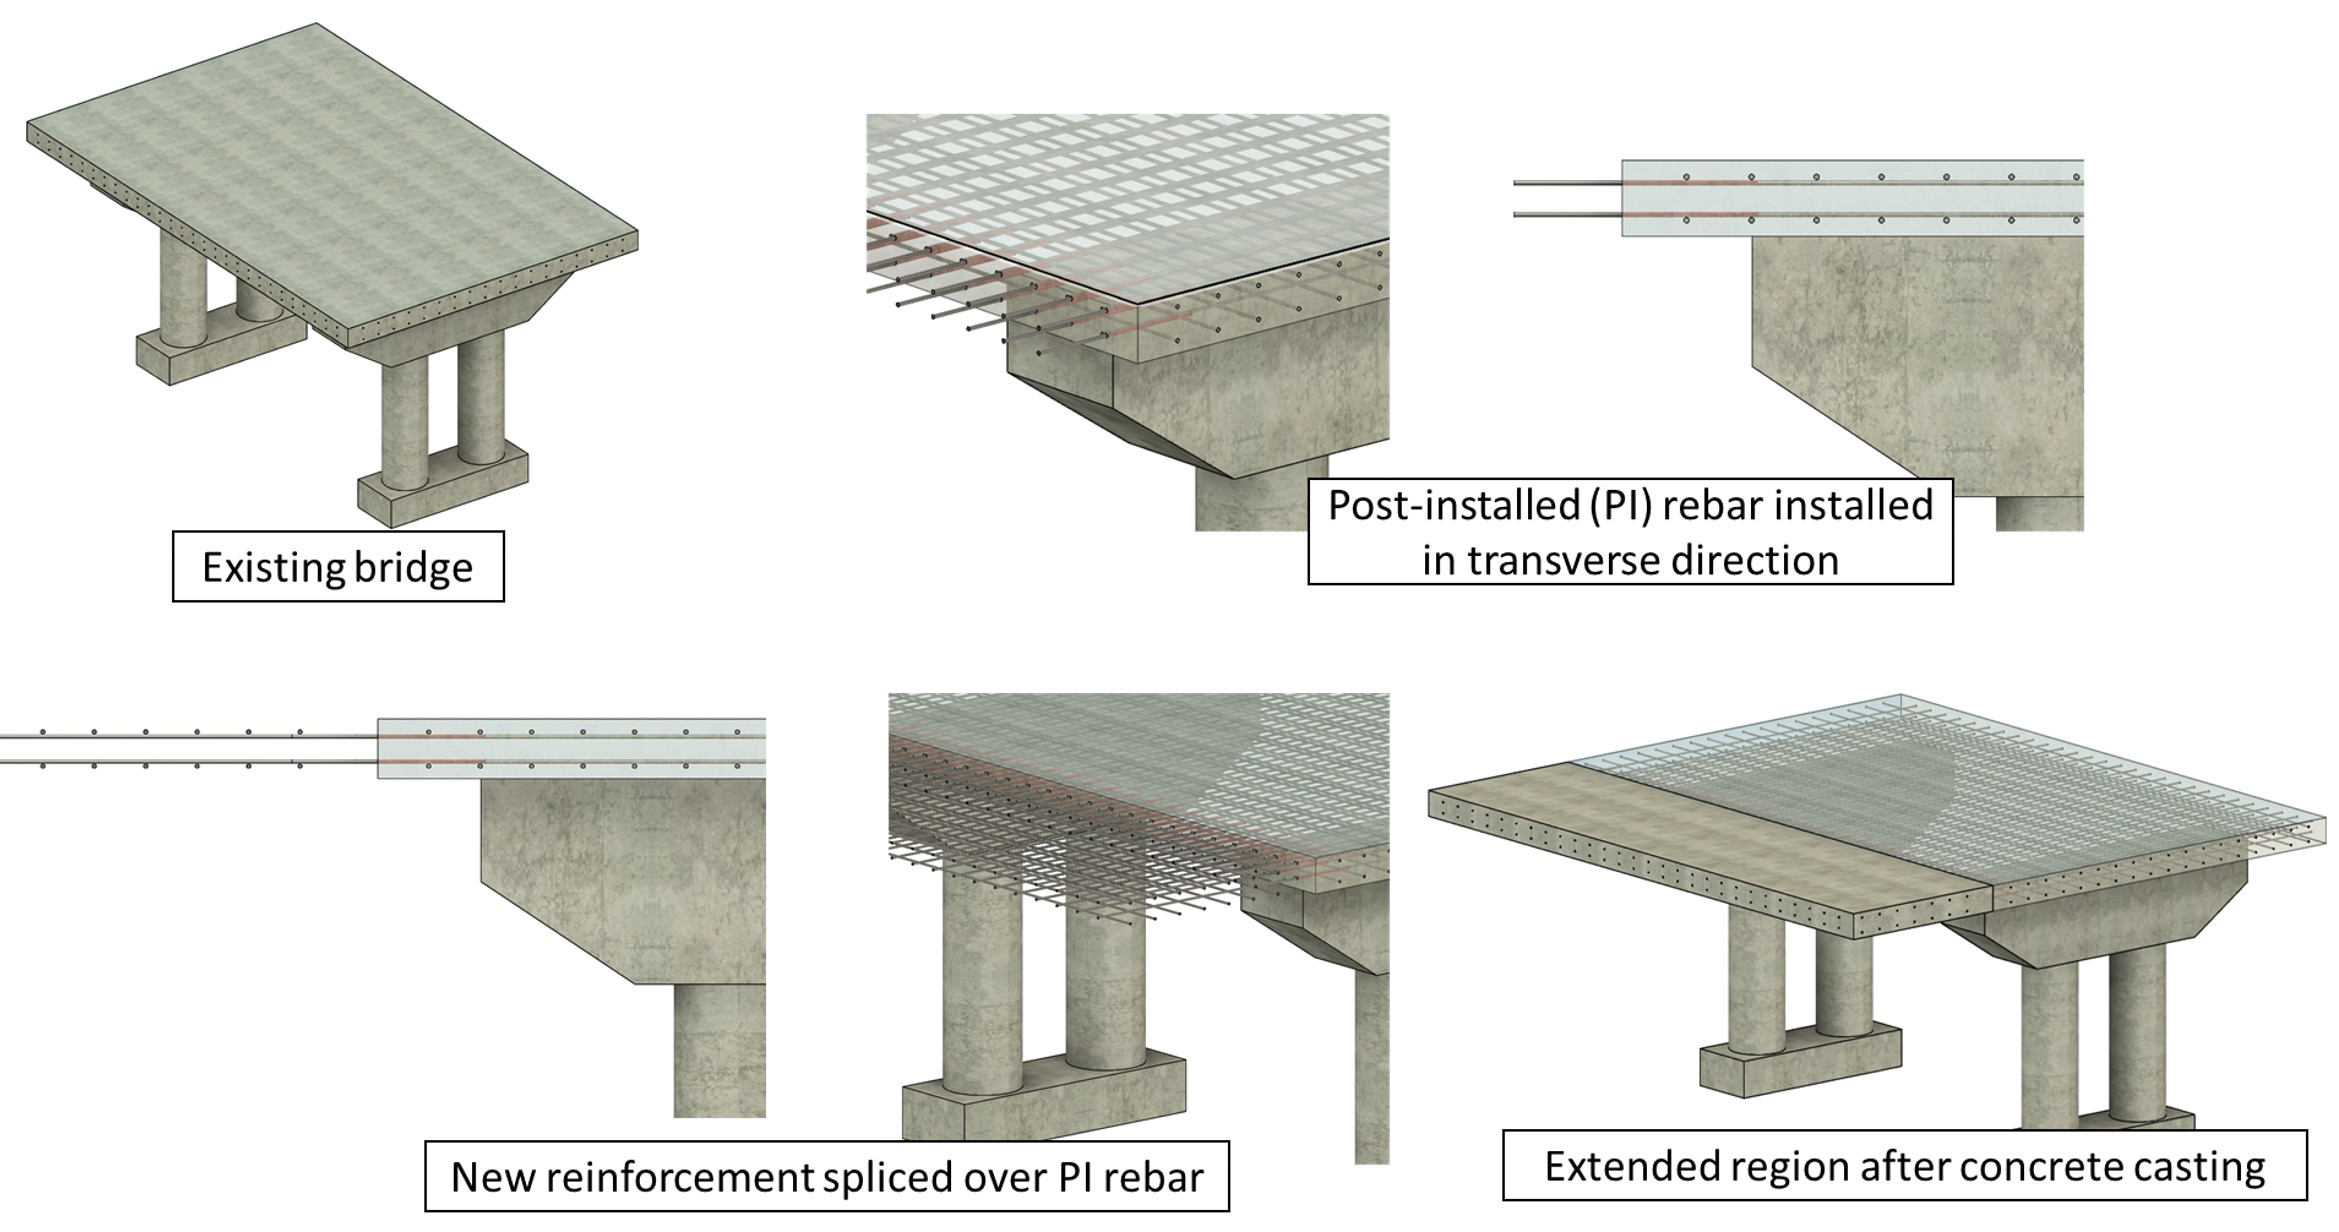 Existing bridge
Post-installed (PI) rebar installed
in transverse direction
New reinforcement spliced over PI rebar
Extended region after concrete casting